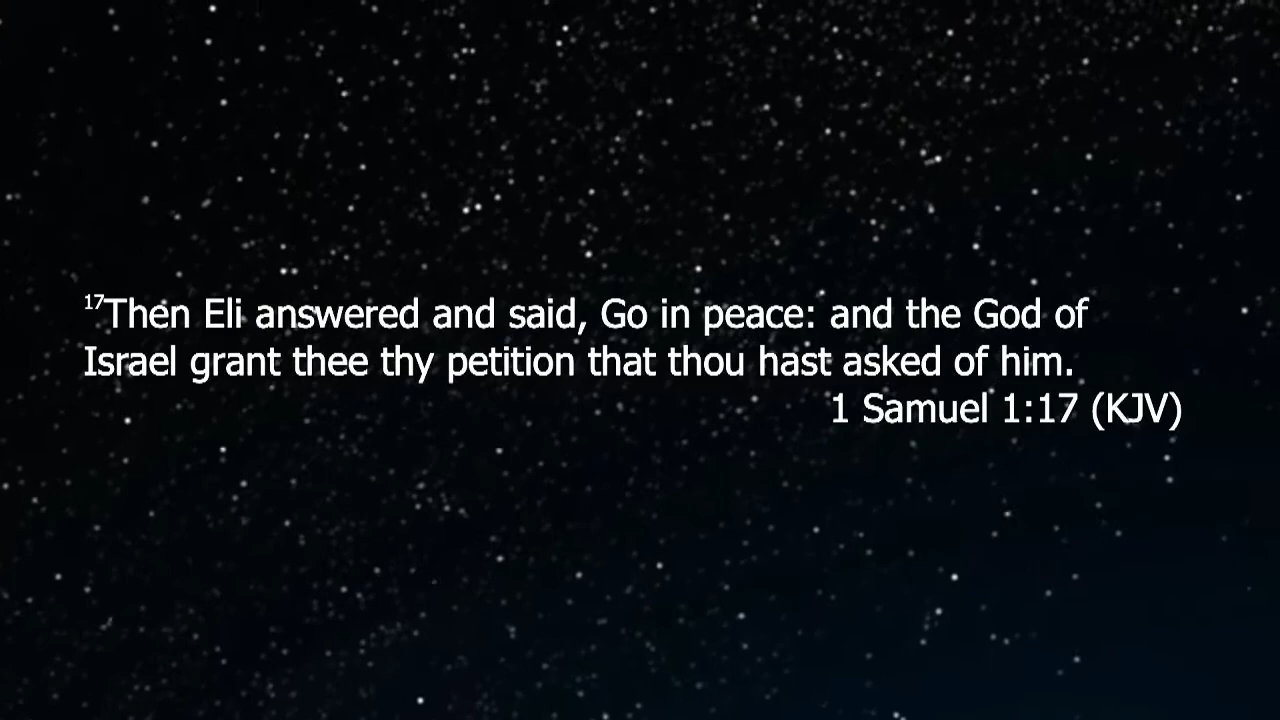 17Then Eli answered and said, Go in peace: and the God of
Israel grant thee thy petition that thou hast asked of him.
1 Samuel 1:17 (KJV)